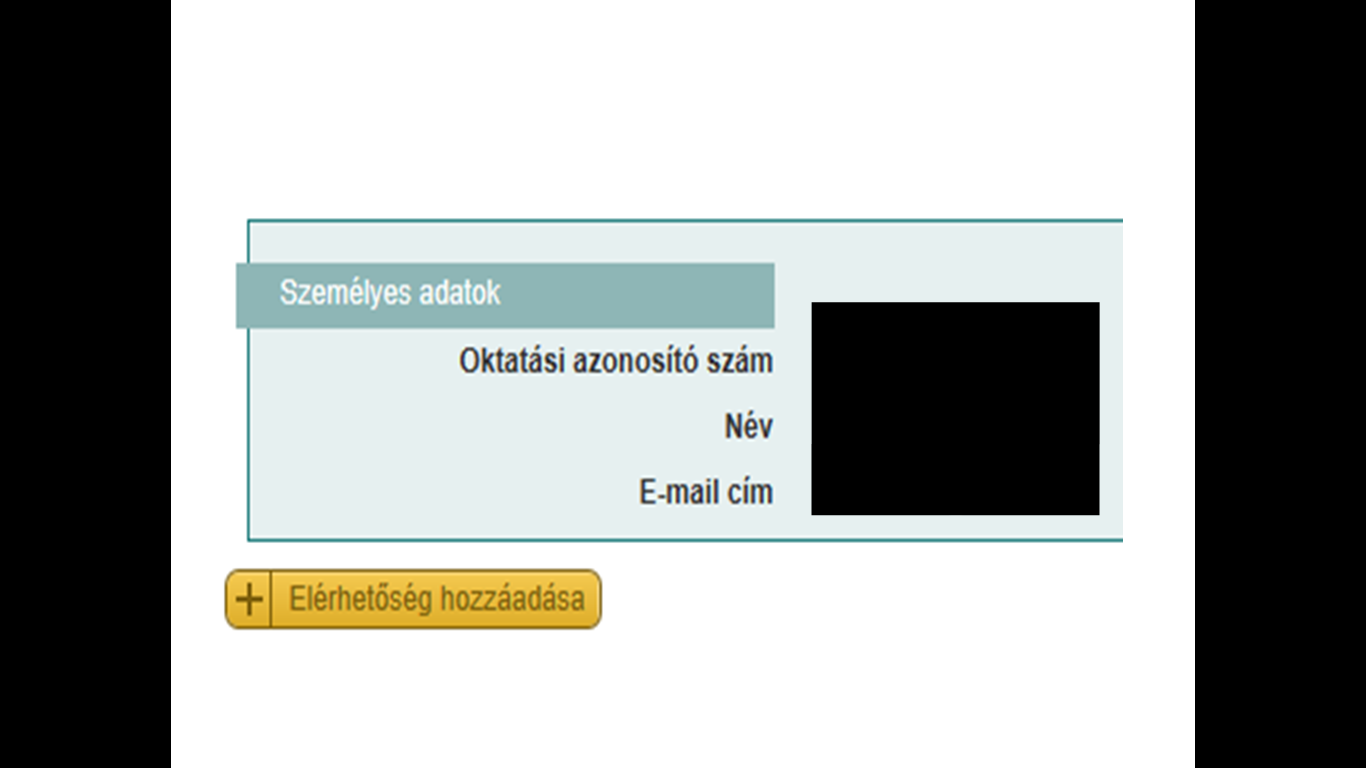 Személyes adatok
Oktatási azonosító szám
Név
E-mail cím
+ Elérhetőség hozzáadása